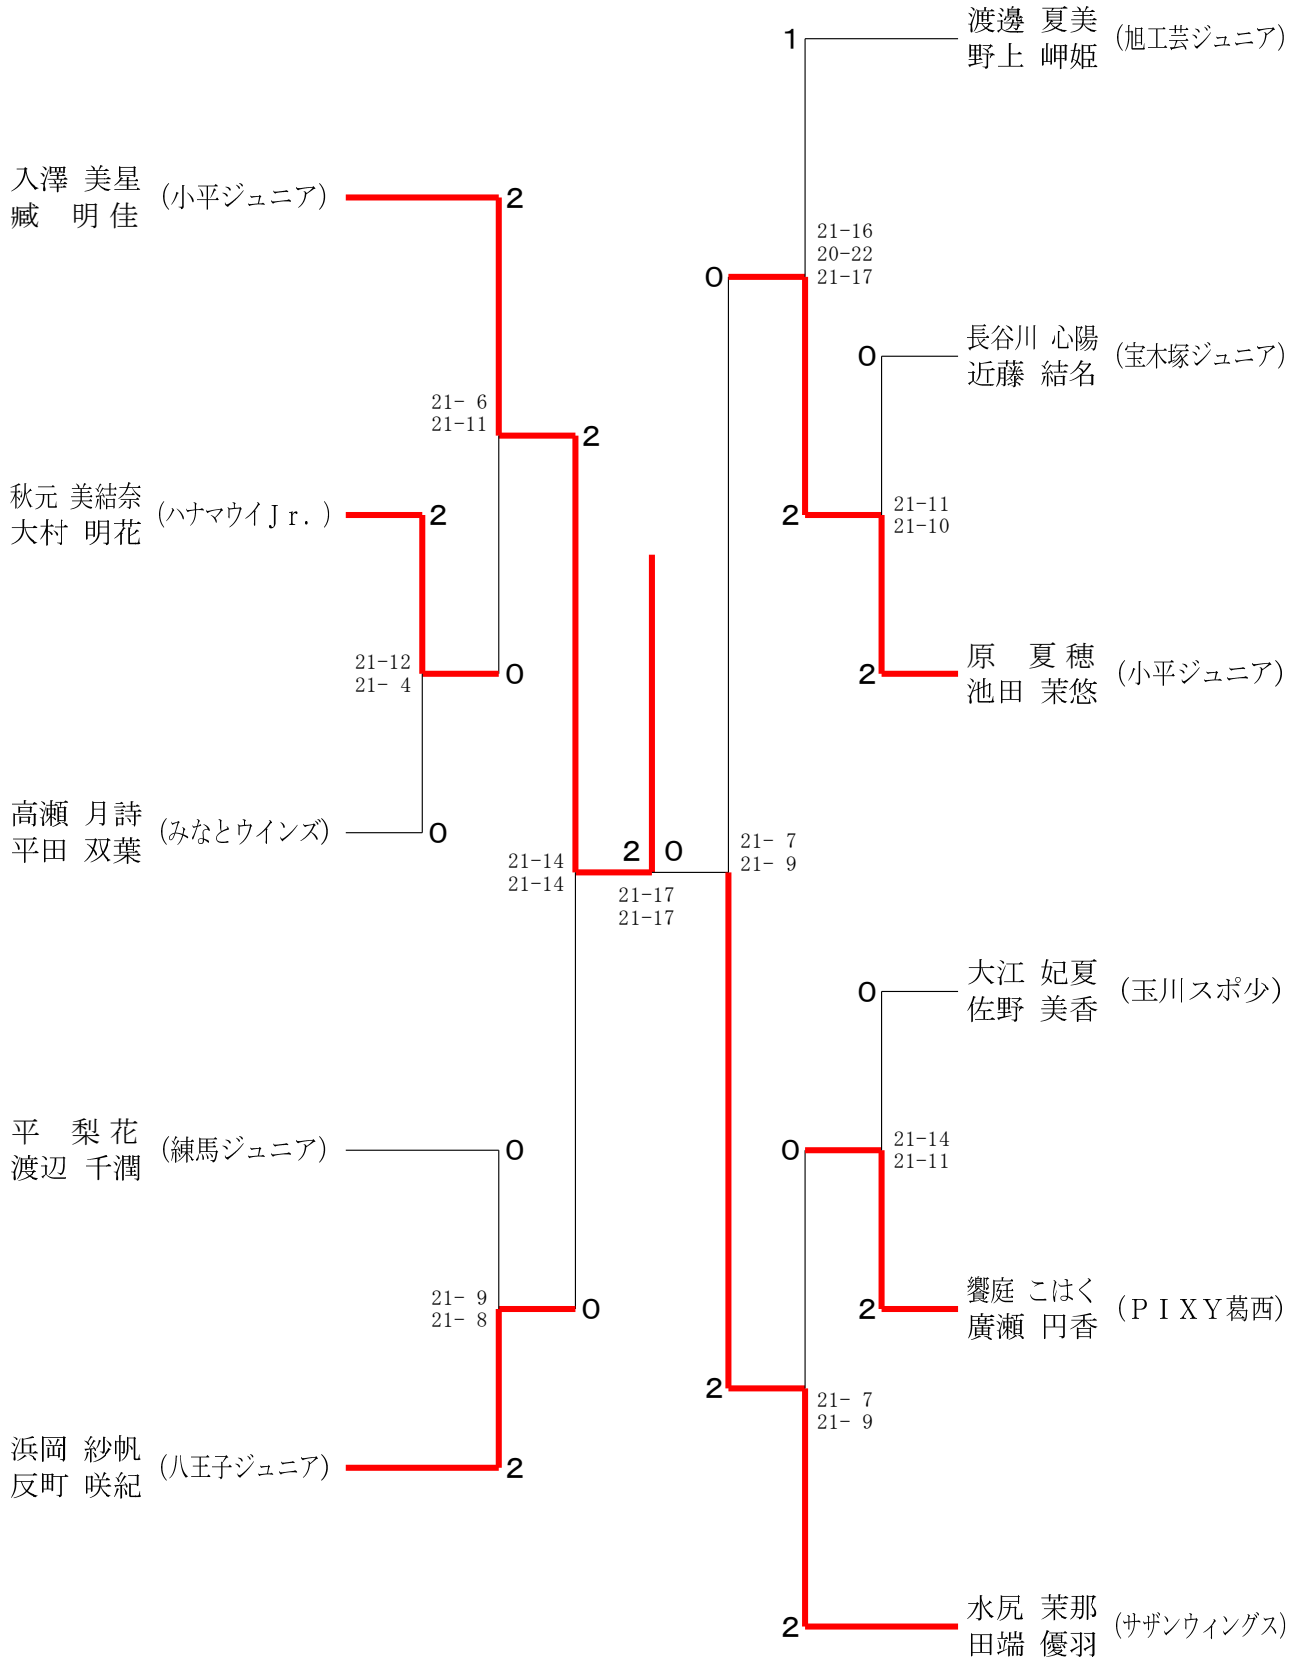 入澤 美星
臧 明佳
(小平ジュニア)
2
21- 6
21-11
2
秋元 美結奈
大村 明花
(ハナマウイJr.)
2
21-12
21- 4
0
高瀬 月詩
平田 双葉
(みなとウインズ)
0
21-14
21-14
2 0
21-17
21-17
平 梨花
渡辺 千潤
(練馬ジュニア)
0
21- 9
21- 8
0
浜岡 紗帆
反町 咲紀
(八王子ジュニア)
2
1
渡邊 夏美
野上 岬姫
(旭工芸ジュニア)
21-16
20-22
21-17
0
0
長谷川 心陽
近藤 結名
(宝木塚ジュニア)
2
21-11
21-10
2
原 夏穂
池田 茉悠
(小平ジュニア)
21- 7
21- 9
0
大江 妃夏
佐野 美香
(玉川スポ少)
0
21-14
21-11
2
饗庭 こはく
廣瀬 円香
(PIXY葛西)
2
21- 7
21- 9
2
水尻 茉那
田端 優羽
(サザンウィングス)